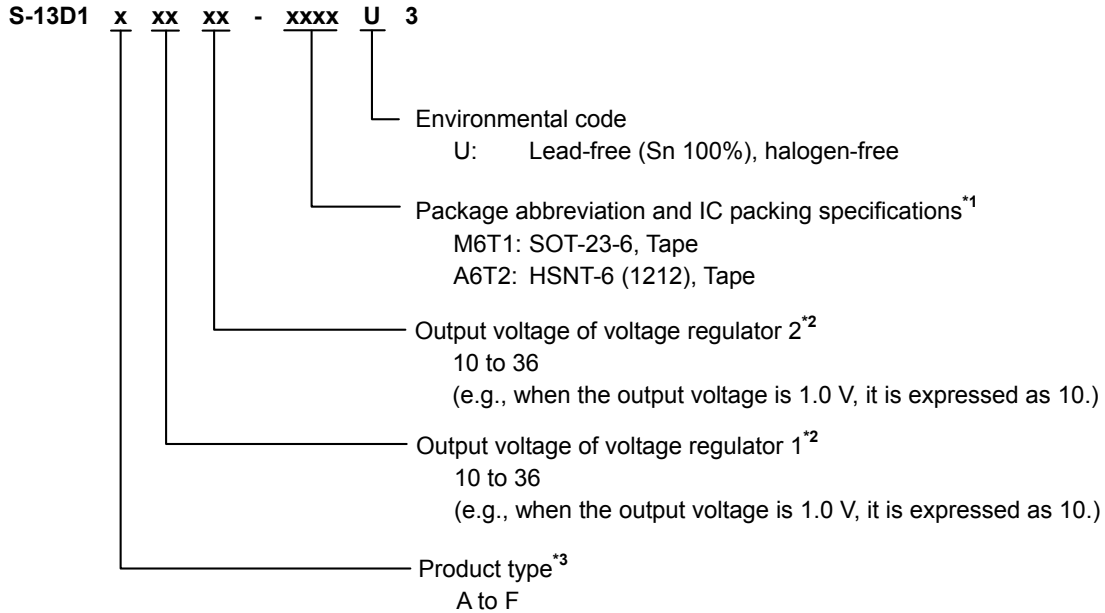 S-13D1 x xx xx - xxxx U 3
Environmental code
U: Lead-free (Sn 100%), halogen-free
Package abbreviation and IC packing specifications*1
M6T1: SOT-23-6, Tape
A6T2: HSNT-6 (1212), Tape
Output voltage of voltage regulator 2*2
10 to 36
(e.g., when the output voltage is 1.0 V, it is expressed as 10.)
Output voltage of voltage regulator 1*2
10 to 36
(e.g., when the output voltage is 1.0 V, it is expressed as 10.)
Product type*3
A to F